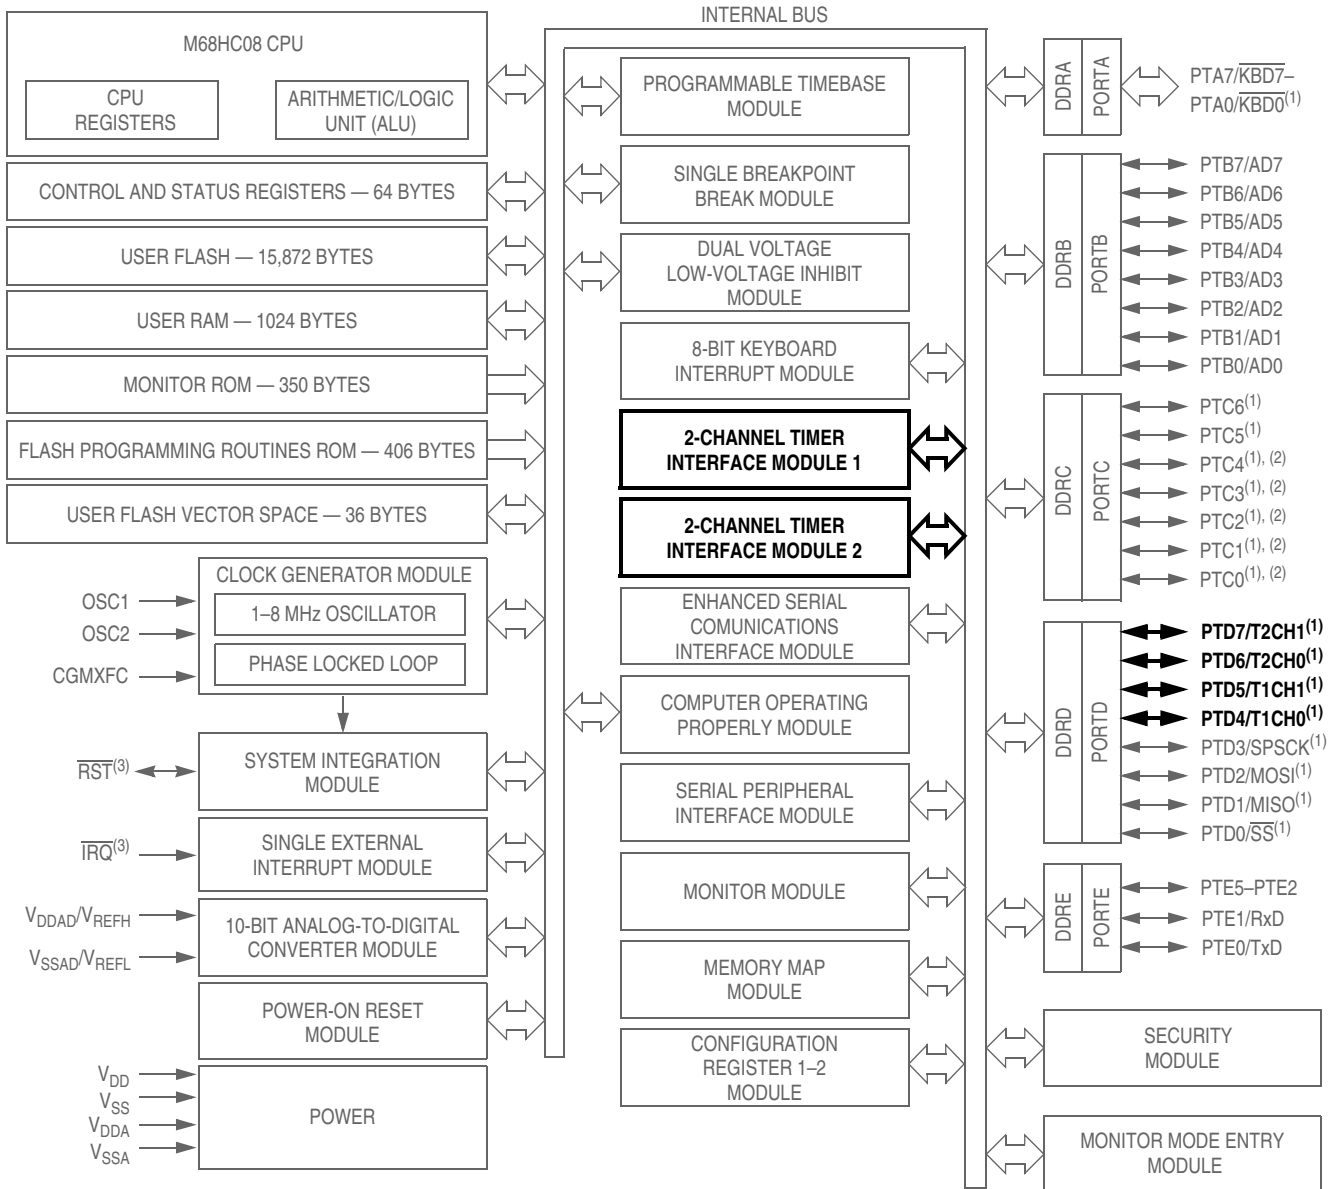 INTERNAL BUS
M68HC08 CPU
CPU
REGISTERS
ARITHMETIC/LOGIC
UNIT (ALU)
CONTROL AND STATUS REGISTERS — 64 BYTES
USER FLASH — 15,872 BYTES
USER RAM — 1024 BYTES
MONITOR ROM — 350 BYTES
FLASH PROGRAMMING ROUTINES ROM — 406 BYTES
USER FLASH VECTOR SPACE — 36 BYTES
CLOCK GENERATOR MODULE
1–8 MHz OSCILLATOR
PHASE LOCKED LOOP
OSC1
OSC2
CGMXFC
SYSTEM INTEGRATION
MODULE
RST(3)
SINGLE EXTERNAL
INTERRUPT MODULE
IRQ(3)
10-BIT ANALOG-TO-DIGITAL
CONVERTER MODULE
VDDAD/VREFH
VSSAD/VREFL
POWER-ON RESET
MODULE
POWER
VDD
VSS
VDDA
VSSA
PROGRAMMABLE TIMEBASE
MODULE
SINGLE BREAKPOINT
BREAK MODULE
DUAL VOLTAGE
LOW-VOLTAGE INHIBIT
MODULE
8-BIT KEYBOARD
INTERRUPT MODULE
2-CHANNEL TIMER
INTERFACE MODULE 1
2-CHANNEL TIMER
INTERFACE MODULE 2
ENHANCED SERIAL
COMUNICATIONS
INTERFACE MODULE
COMPUTER OPERATING
PROPERLY MODULE
SERIAL PERIPHERAL
INTERFACE MODULE
MONITOR MODULE
MEMORY MAP
MODULE
CONFIGURATION
REGISTER 1–2
MODULE
DDRA
PORTA
PTA7/KBD7–
PTA0/KBD0(1)
DDRB
PORTB
PTB7/AD7
PTB6/AD6
PTB5/AD5
PTB4/AD4
PTB3/AD3
PTB2/AD2
PTB1/AD1
PTB0/AD0
DDRC
PORTC
PTC6(1)
PTC5(1)
PTC4(1), (2)
PTC3(1), (2)
PTC2(1), (2)
PTC1(1), (2)
PTC0(1), (2)
DDRD
PORTD
PTD7/T2CH1(1)
PTD6/T2CH0(1)
PTD5/T1CH1(1)
PTD4/T1CH0(1)
PTD3/SPSCK(1)
PTD2/MOSI(1)
PTD1/MISO(1)
PTD0/SS(1)
DDRE
PORTE
PTE5–PTE2
PTE1/RxD
PTE0/TxD
SECURITY
MODULE
MONITOR MODE ENTRY
MODULE